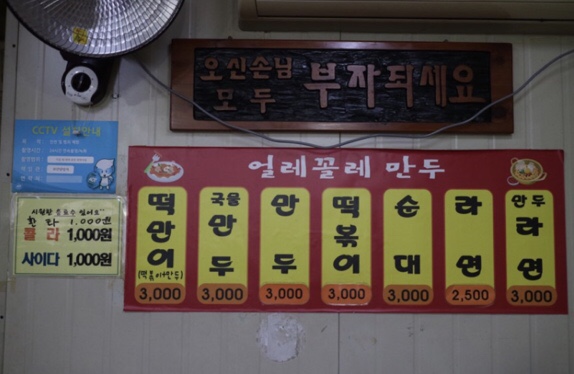 오신손님
모두 부자되세요
CCTV 설치안내
얼레꼴레 만두
시원한 음료수 있어요~
환타 1,000원
콜라 1,000원
사이다 1,000원
떡만이
(떡볶이+만두)
3,000
국물
만두
3,000
만두
3,000
떡볶이
3,000
순대
3,000
라면
2,500
만두
라면
3,000